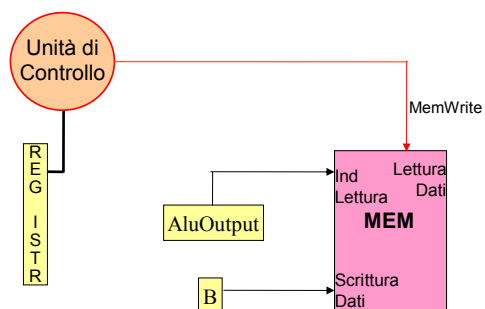 Unità di
Controllo
MemWrite
R
E
G
I
S
T
R
Ind
Lettura
Lettura
Dati
MEM
AluOutput
Scrittura
Dati
B